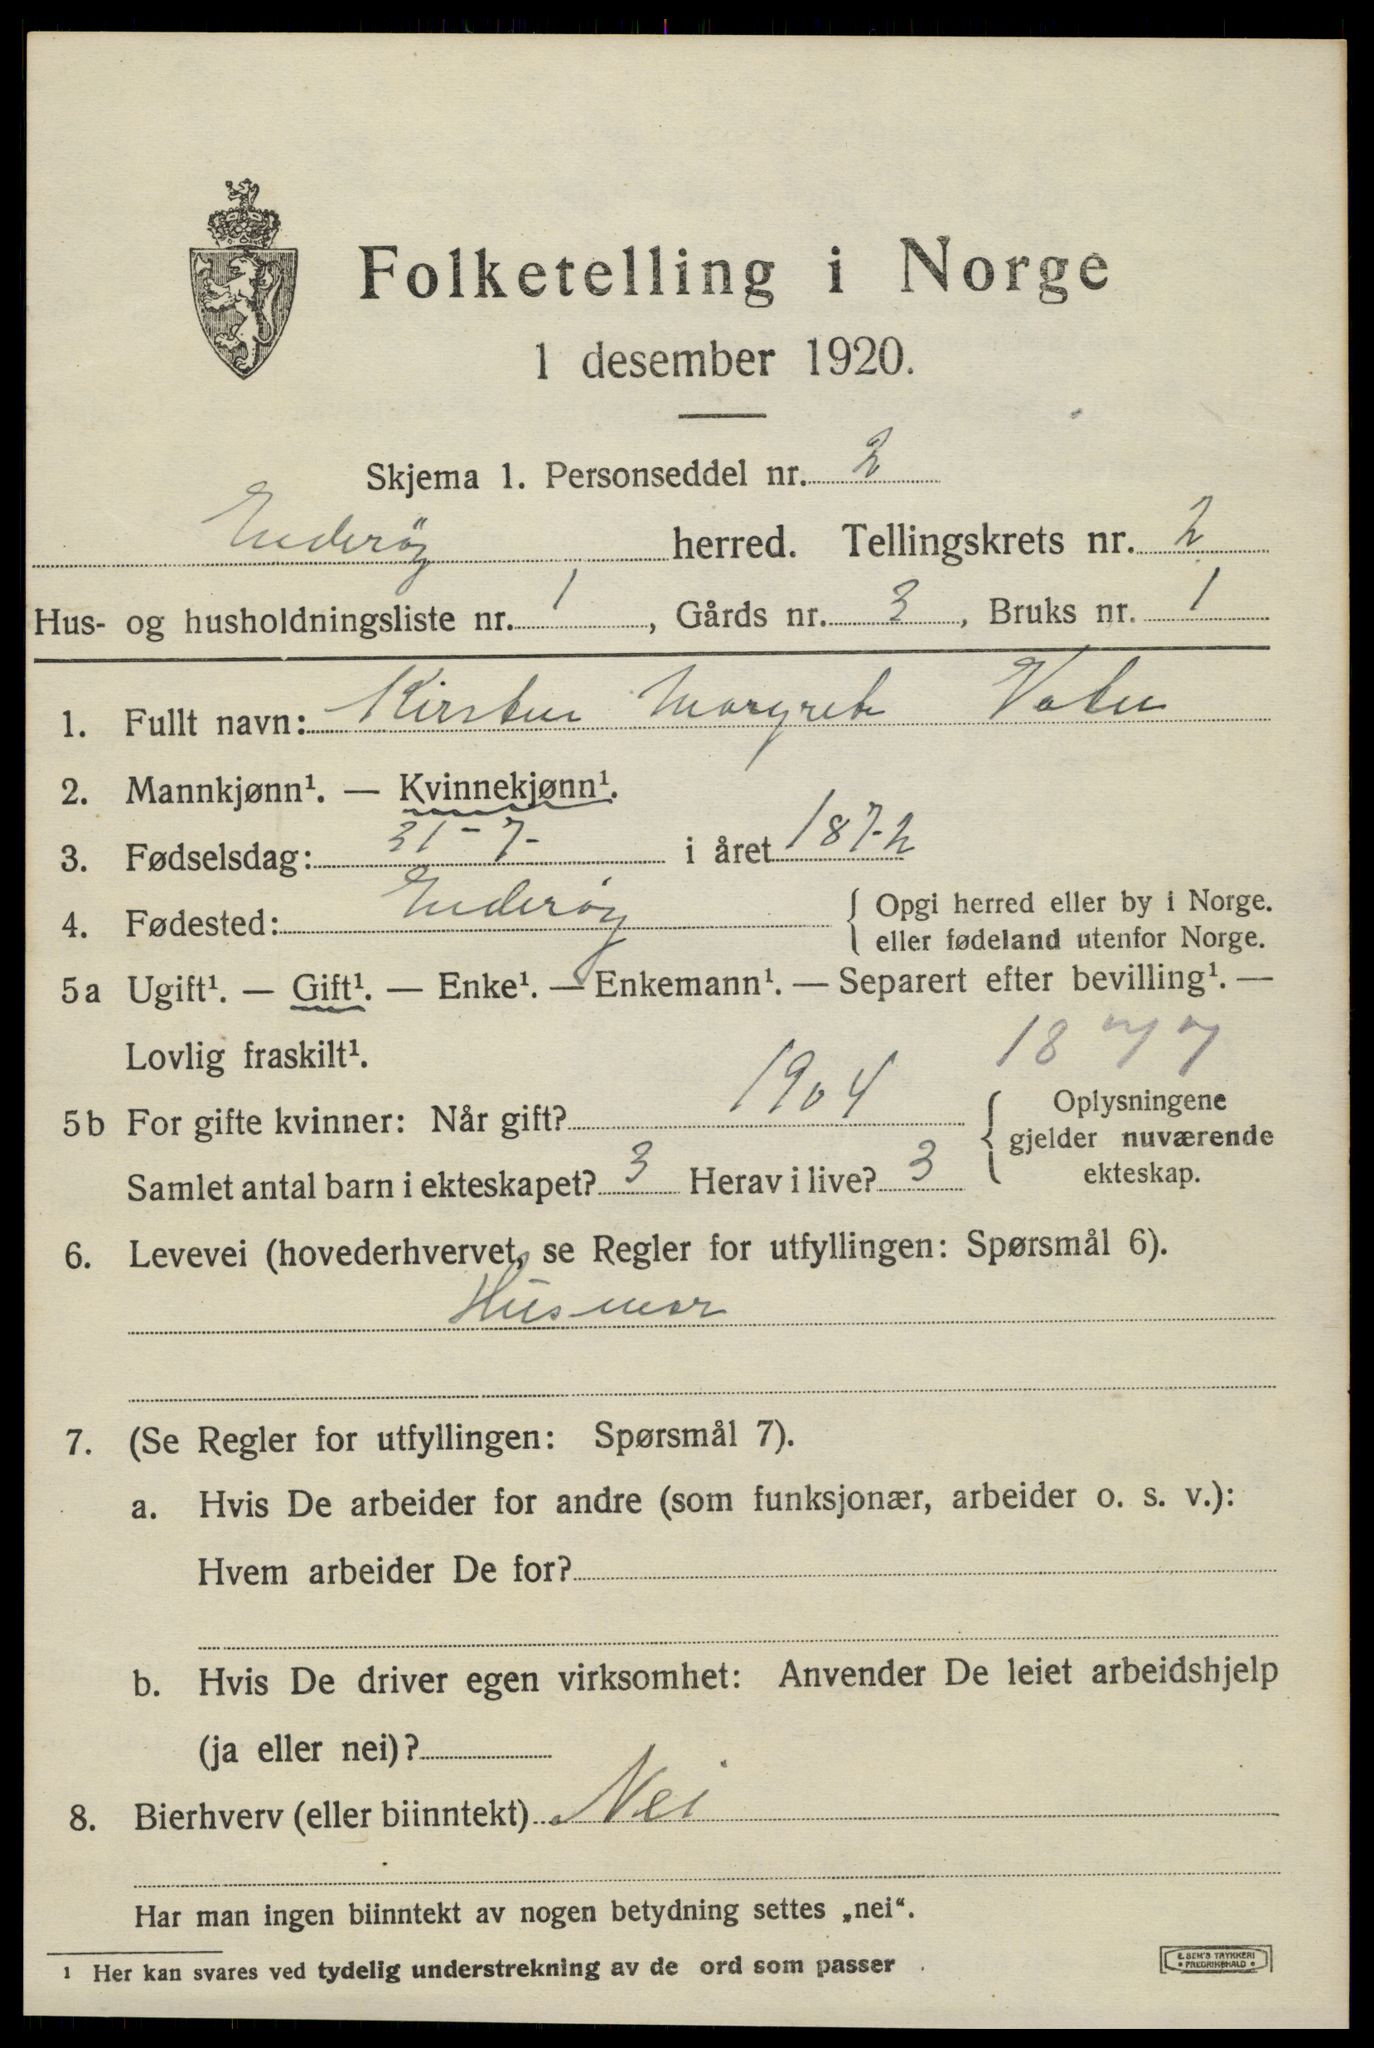 Folketelling i Norge
1 desember 1920.
Skjema 1. Personseddel nr. 2
Enderøy herred. Tellingskrets nr. 2
Hus- og husholdningsliste nr. 1, Gårds nr. 3, Bruks nr. 1
1. Fullt navn: Kirsten Margrete
2. Mannkjønn¹. — Kvinnekjønn¹.
3. Fødselsdag: 31-7- i året 1872
4. Fødested: Enderøy { Opgi herred eller by i Norge.
eller fødeland utenfor Norge.
5a Ugift¹. — Gift¹. — Enke¹. — Enkemann¹. — Separert efter bevilling¹. —
Lovlig fraskilt¹. 1877
5b For gifte kvinner: Når gift? 1904 { Oplysningene
gjelder nuværende
Samlet antal barn i ekteskapet? 3 Herav i live? 3 ekteskap.
6. Levevei (hovederhvervet, se Regler for utfyllingen: Spørsmål 6).
Husmor
7. (Se Regler for utfyllingen: Spørsmål 7).
a. Hvis De arbeider for andre (som funksjonær, arbeider o. s. v.):
Hvem arbeider De for?
b. Hvis De driver egen virksomhet: Anvender De leiet arbeidshjelp
(ja eller nei)?
8. Bierhverv (eller biinntekt) Nei
Har man ingen biinntekt av nogen betydning settes „nei“.
¹ Her kan svares ved tydelig understrekning av de ord som passer.
E. SEM'S TRYKKERI
• FREDRIKSHALD •